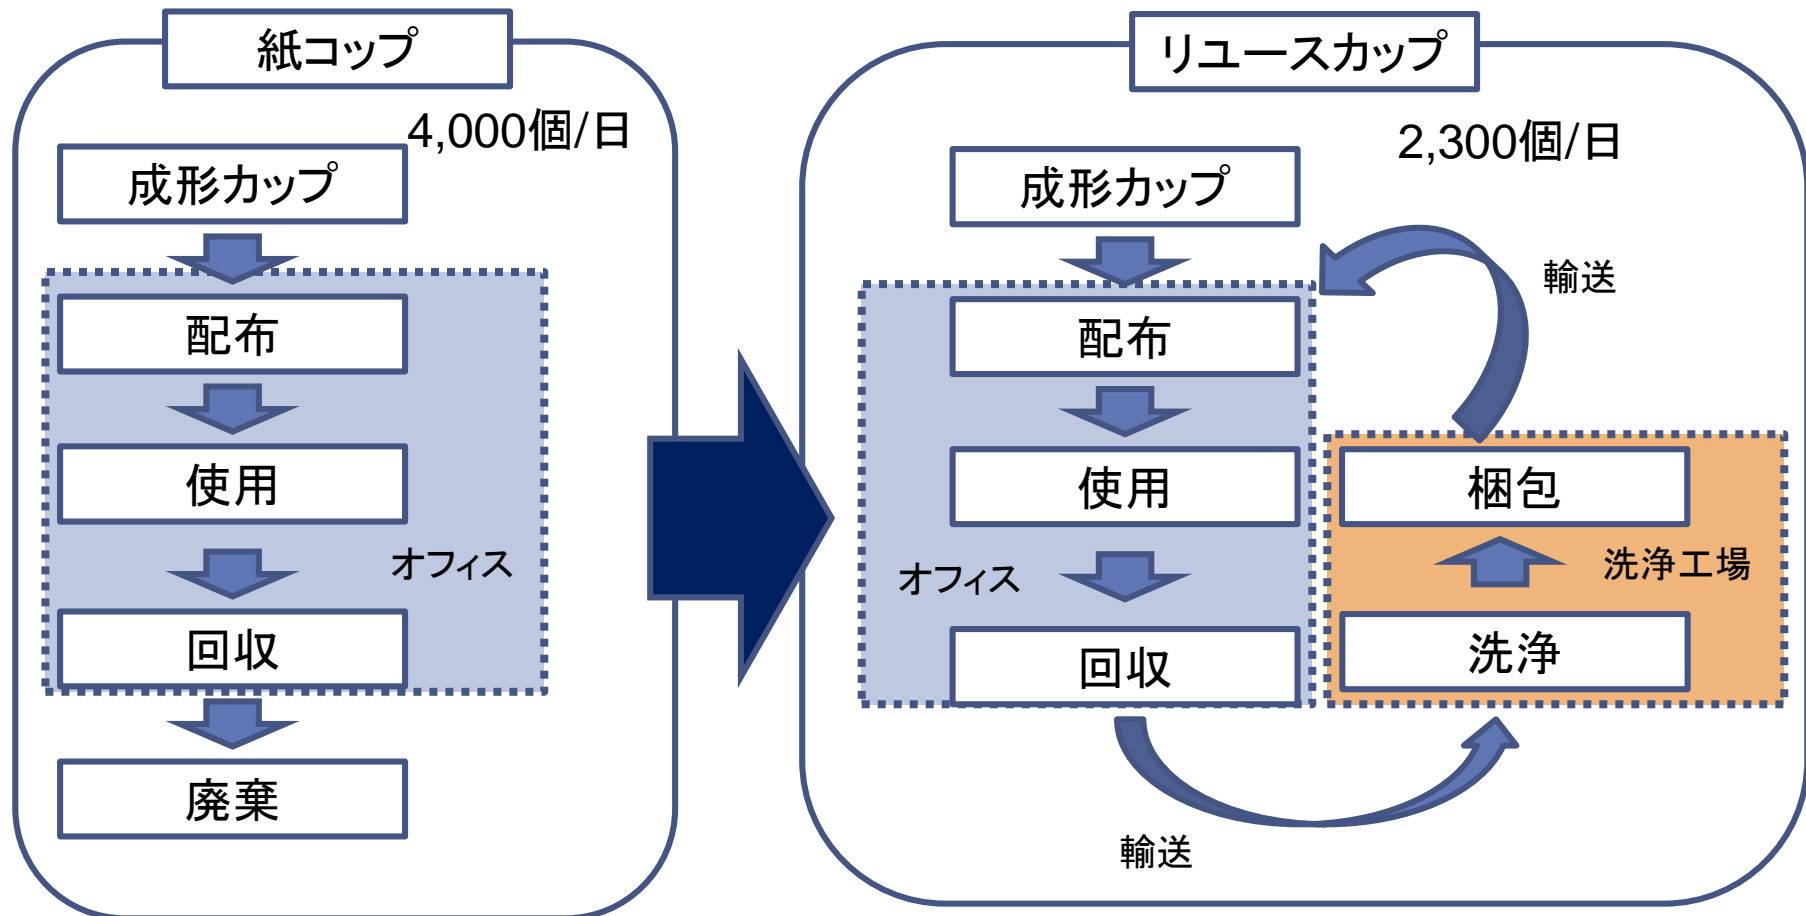 紙コップ
4,000個/日
成形カップ
配布
使用
オフィス
回収
廃棄
リユースカップ
2,300個/日
成形カップ
輸送
配布
使用
オフィス
回収
梱包
洗浄工場
洗浄
輸送